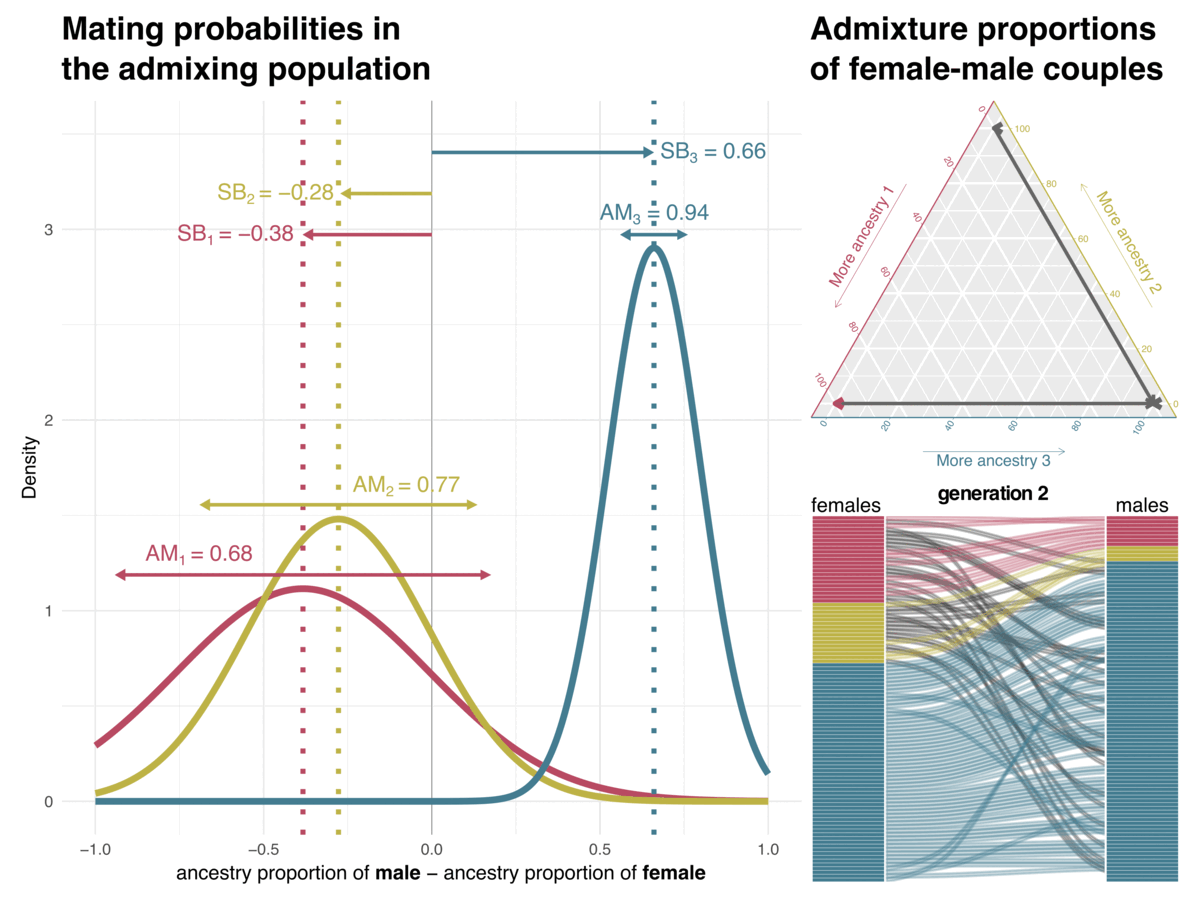 Mating probabilities in
the admixing population
SB3 = 0.66
SB2 = −0.28
AM3 = 0.94
SB1 = −0.38
AM2 = 0.77
AM1 = 0.68
Density
3
2
1
0
−1.0 −0.5 0.0 0.5 1.0
ancestry proportion of male − ancestry proportion of female
Admixture proportions
of female-male couples
More ancestry 1
0
20
40
60
80
100
More ancestry 2
100
80
60
40
20
0
0 20 40 60 80 100
More ancestry 3
generation 2
females males